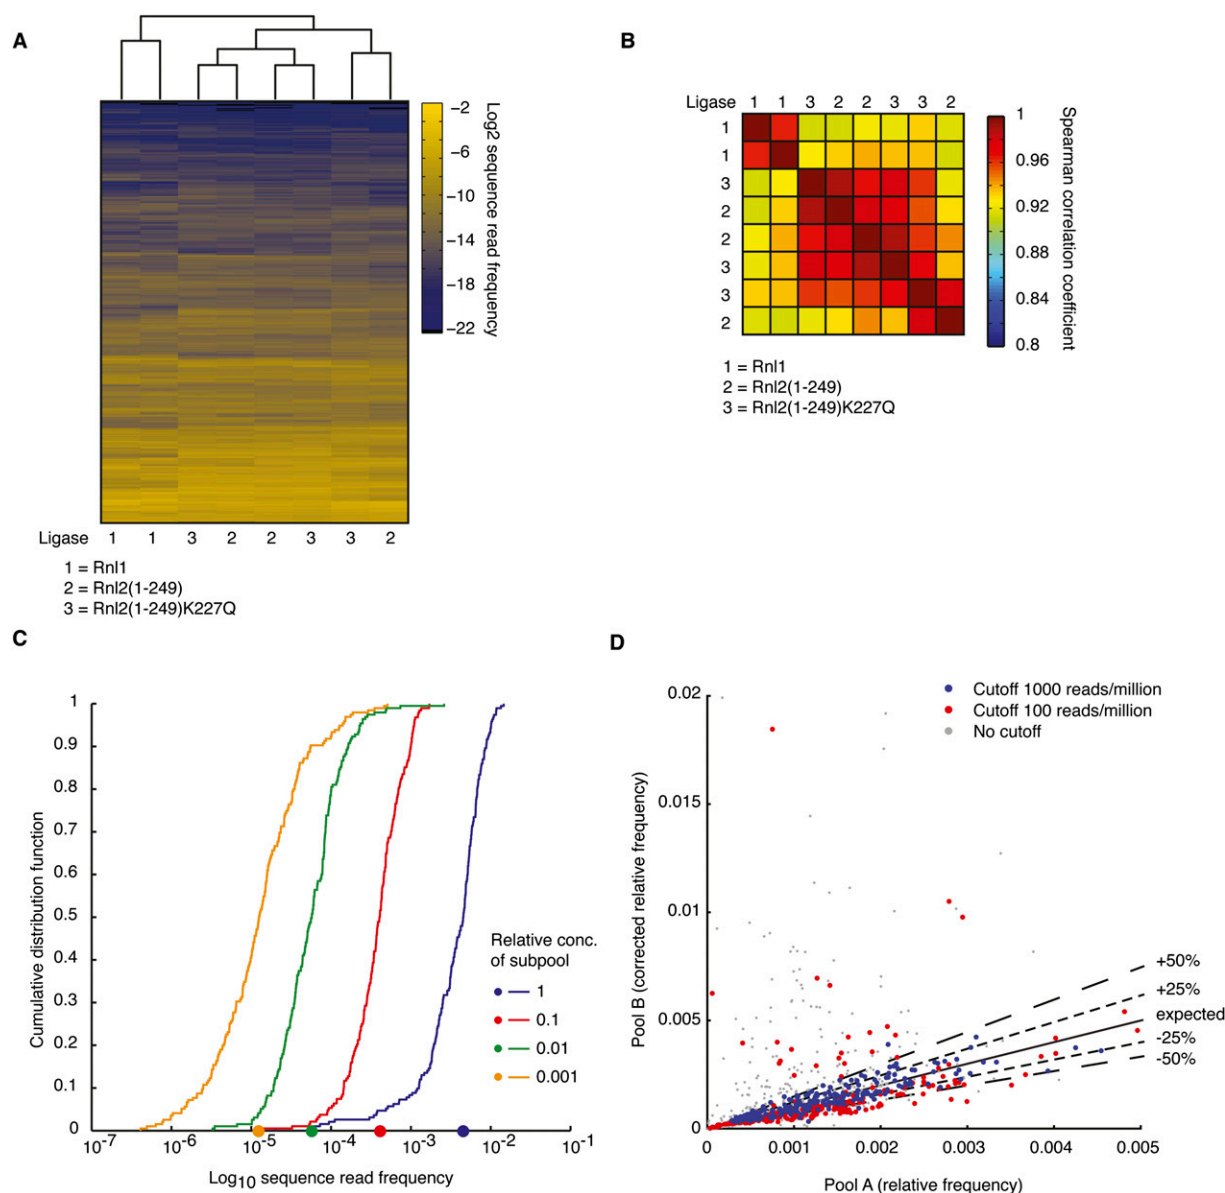 A
−2
−6
−10
−14
−18
−22
Log2 sequence read frequency
Ligase 1 1 3 2 2 3 3 2
1 = Rnl1
2 = Rnl2(1-249)
3 = Rnl2(1-249)K227Q
B
Ligase 1 1 3 2 2 3 3 2
1
1
3
2
2
3
3
2
1
0.96
0.92
0.88
0.84
0.8
Spearman correlation coefficient
1 = Rnl1
2 = Rnl2(1-249)
3 = Rnl2(1-249)K227Q
C
Cumulative distribution function
1
0.9
0.8
0.7
0.6
0.5
0.4
0.3
0.2
0.1
0
10-7 10-6 10-5 10-4 10-3 10-2 10-1
Log10 sequence read frequency
Relative conc.
of subpool
1
0.1
0.01
0.001
D
Pool B (corrected relative frequency)
0.02
0.015
0.01
0.005
0
Cutoff 1000 reads/million
Cutoff 100 reads/million
No cutoff
+50%
+25%
expected
-25%
-50%
0 0.001 0.002 0.003 0.004 0.005
Pool A (relative frequency)